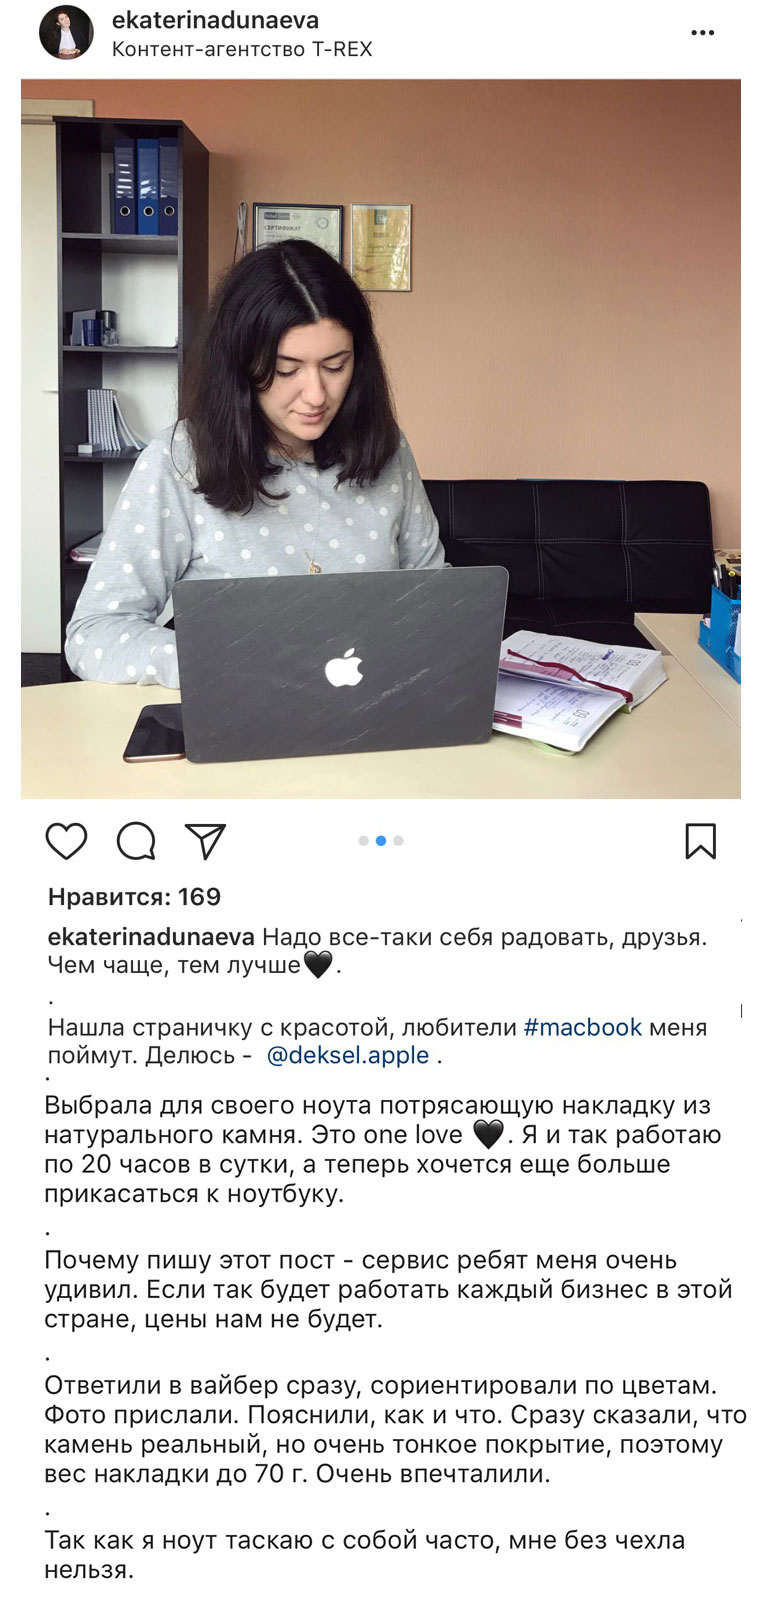 ekaterinadunaeva
Контент-агентство T-REX
СЕРТИФИКАТ
Нравится: 169
ekaterinadunaeva Надо все-таки себя радовать, друзья.
Чем чаще, тем лучше🖤.
.
Нашла страничку с красотой, любители #macbook меня
поймут. Делюсь - @deksel.apple .
.
Выбрала для своего ноута потрясающую накладку из
натурального камня. Это one love 🖤. Я и так работаю
по 20 часов в сутки, а теперь хочется еще больше
прикасаться к ноутбуку.
.
Почему пишу этот пост - сервис ребят меня очень
удивил. Если так будет работать каждый бизнес в этой
стране, цены нам не будет.
.
Ответили в вайбер сразу, сориентировали по цветам.
Фото прислали. Пояснили, как и что. Сразу сказали, что
камень реальный, но очень тонкое покрытие, поэтому
вес накладки до 70 г. Очень впечталили.
.
Так как я ноут таскаю с собой часто, мне без чехла
нельзя.